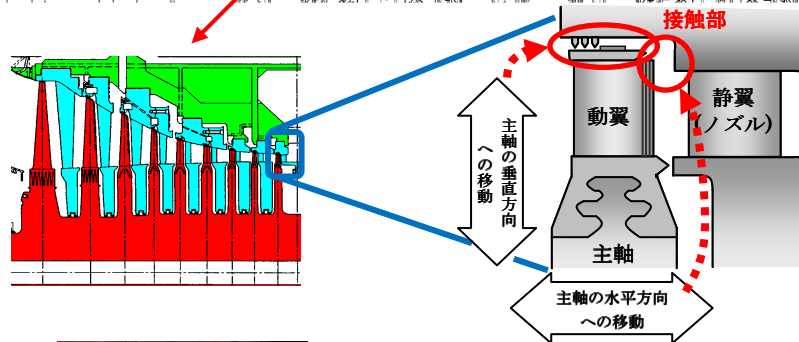 接触部
動翼
静翼
(ノズル)
主軸の垂直方向
への移動
主軸
主軸の水平方向
への移動